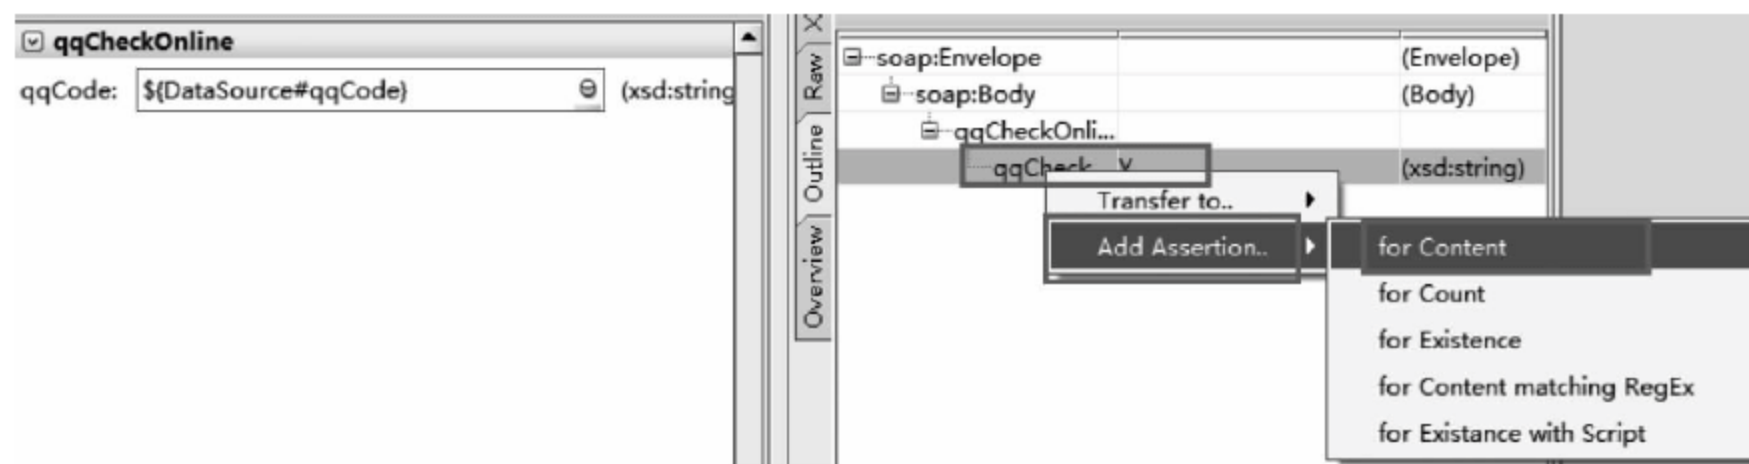 qqCheckOnline
qqCode: ${DataSource#qqCode} (xsd:string
X
Raw
Outline
Overview
soap:Envelope (Envelope)
soap:Body (Body)
qqCheckOnli...
qqCheck Y (xsd:string)
Transfer to..
Add Assertion..
for Content
for Count
for Existence
for Content matching RegEx
for Existance with Script